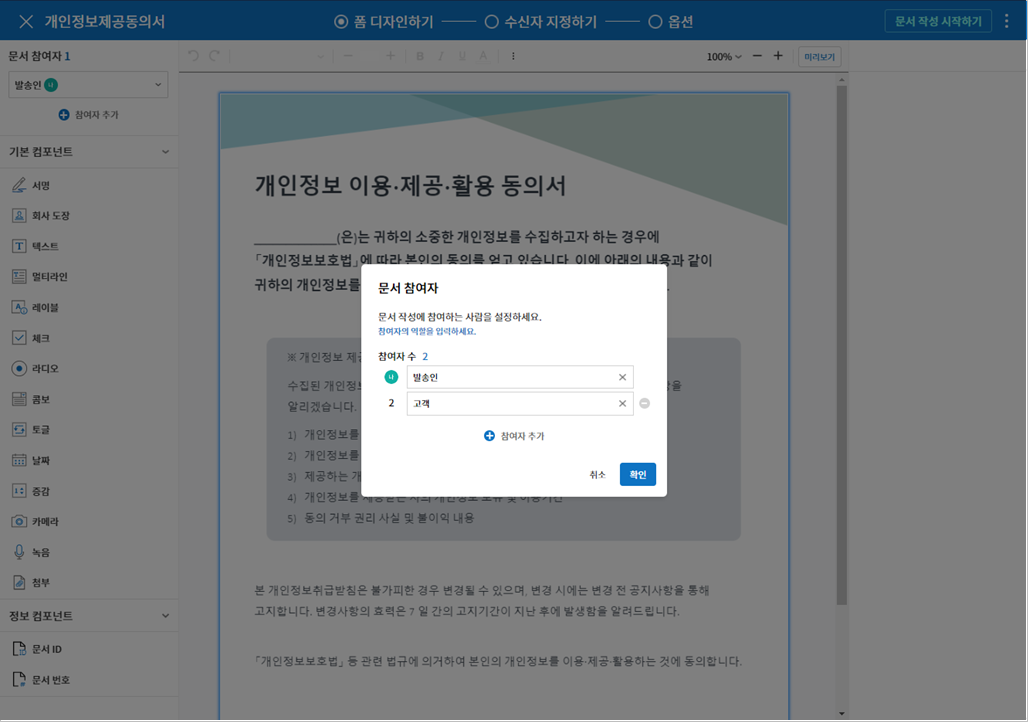 개인정보제공동의서
폼 디자인하기
수신자 지정하기
옵션
문서 작성 시작하기
문서 참여자 1
발송인 나
참여자 추가
기본 컴포넌트
서명
회사 도장
텍스트
멀티라인
레이블
체크
라디오
콤보
토글
날짜
증감
카메라
녹음
첨부
정보 컴포넌트
문서 ID
문서 번호
B I U A
100%
미리보기
개인정보 이용·제공·활용 동의서
____________(은)는 귀하의 소중한 개인정보를 수집하고자 하는 경우에
「개인정보보호법」에 따라 본인의 동의를 얻고 있습니다. 이에 아래의 내용과 같이
귀하의 개인정보를
※ 개인정보 제
수집된 개인정보
알리겠습니다.
1) 개인정보를
2) 개인정보를
3) 제공하는 개
4) 개인정보를 제공받는 자의 개인정보 보유 및 이용기간
5) 동의 거부 권리 사실 및 불이익 내용
본 개인정보취급방침은 불가피한 경우 변경될 수 있으며, 변경 시에는 변경 전 공지사항을 통해
고지합니다. 변경사항의 효력은 7 일 간의 고지기간이 지난 후에 발생함을 알려드립니다.
「개인정보보호법」 등 관련 법규에 의거하여 본인의 개인정보를 이용·제공·활용하는 것에 동의합니다.
문서 참여자
문서 작성에 참여하는 사람을 설정하세요.
참여자의 역할을 입력하세요.
참여자 수 2
나 발송인
2 고객
참여자 추가
취소
확인